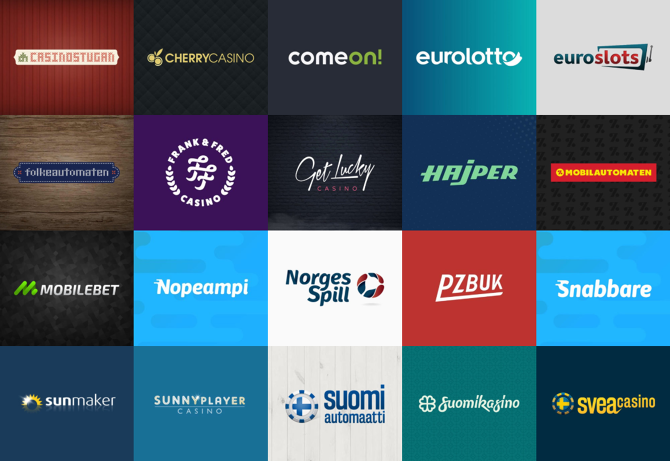 CASINOSTUGAN
CHERRYCASINO
comeon!
eurolotto
euroslots
folkeautomaten
FRANK & FRED
CASINO
Get Lucky
CASINO
HAJPER
MOBILAUTOMATEN
MOBILEBET
Nopeampi
Norges
Spill
PZBUK
Snabbare
sunmaker
SUNNYPLAYER
CASINO
suomi
automaatti
Suomikasino
sveacasino